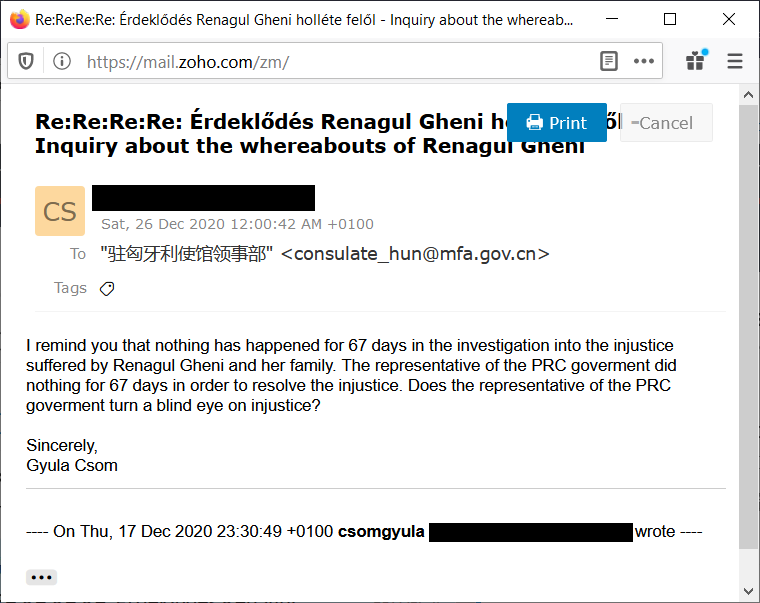 Re:Re:Re:Re: Érdeklődés Renagul Gheni holléte felől - Inquiry about the whereab...
https://mail.zoho.com/zm/
Re:Re:Re:Re: Érdeklődés Renagul Gheni
Print
Cancel
Inquiry about the whereabouts of Renagul Gheni
CS
Sat, 26 Dec 2020 12:00:42 AM +0100
To "驻匈牙利使馆领事部" <consulate_hun@mfa.gov.cn>
Tags
I remind you that nothing has happened for 67 days in the investigation into the injustice
suffered by Renagul Gheni and her family. The representative of the PRC goverment did
nothing for 67 days in order to resolve the injustice. Does the representative of the PRC
goverment turn a blind eye on injustice?
Sincerely,
Gyula Csom
---- On Thu, 17 Dec 2020 23:30:49 +0100 csomgyula wrote ----